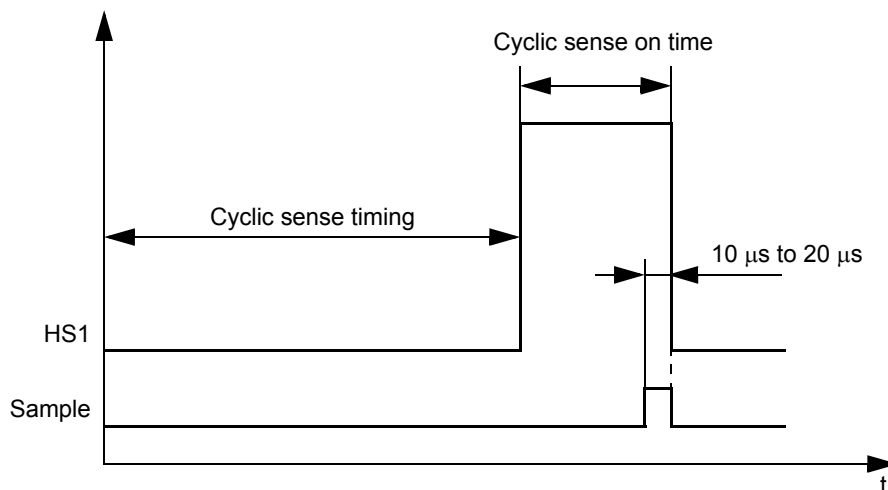 Cyclic sense on time
Cyclic sense timing
10 μs to 20 μs
HS1
Sample
t